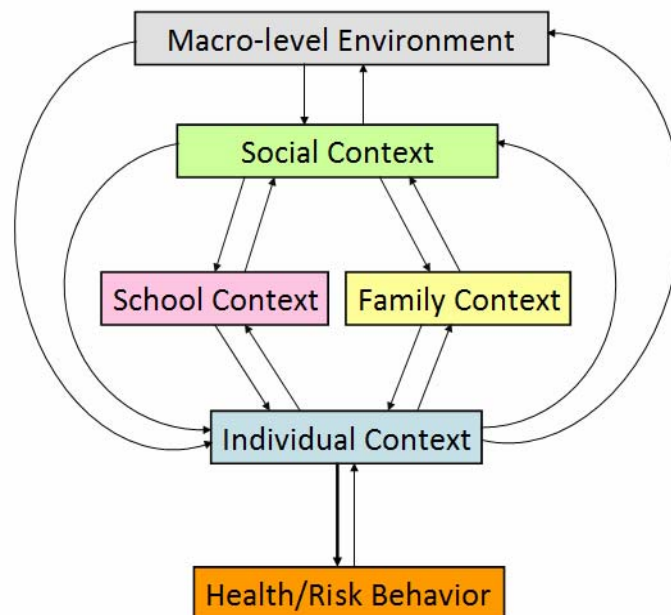 Macro-level Environment
Social Context
School Context
Family Context
Individual Context
Health/Risk Behavior